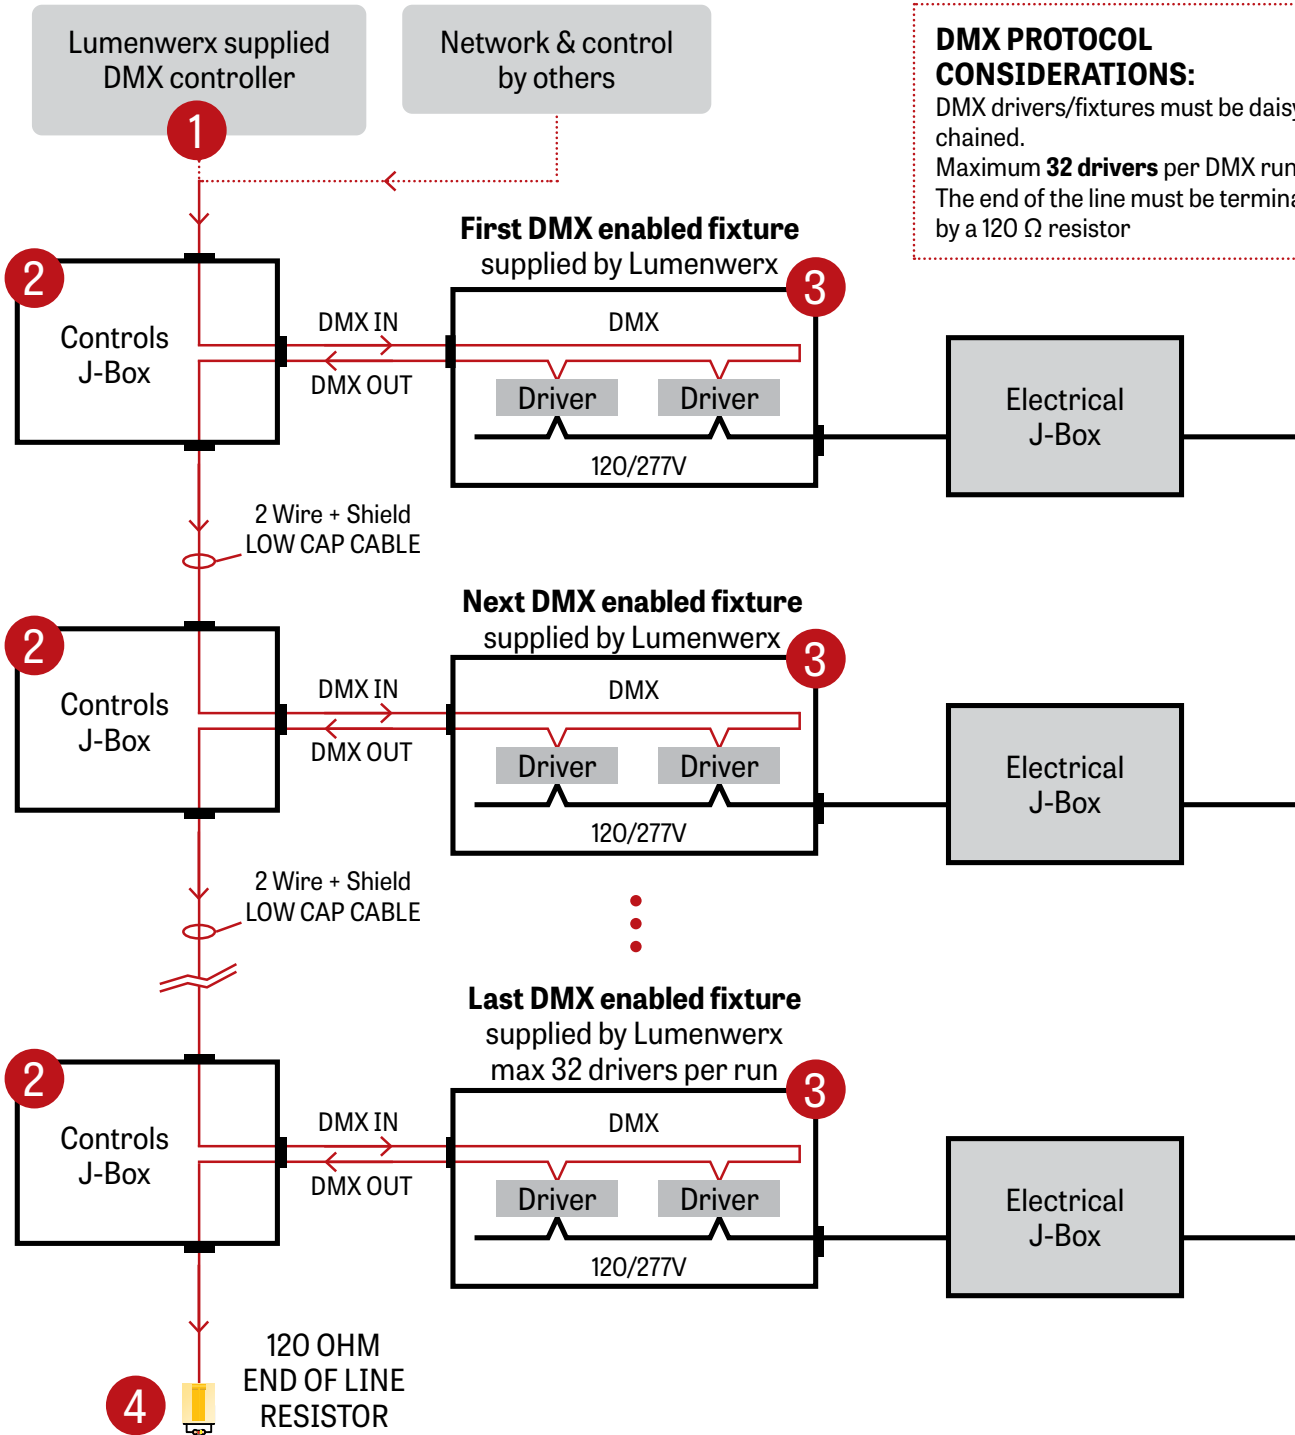 Lumenwerx supplied
DMX controller
Network & control
by others
1
DMX PROTOCOL
CONSIDERATIONS:
DMX drivers/fixtures must be daisy
chained.
Maximum 32 drivers per DMX run
The end of the line must be termina
by a 120 Ω resistor
First DMX enabled fixture
supplied by Lumenwerx
2
3
Controls
J-Box
DMX IN
DMX OUT
DMX
Driver
Driver
120/277V
Electrical
J-Box
2 Wire + Shield
LOW CAP CABLE
Next DMX enabled fixture
supplied by Lumenwerx
2
3
Controls
J-Box
DMX IN
DMX OUT
DMX
Driver
Driver
120/277V
Electrical
J-Box
2 Wire + Shield
LOW CAP CABLE
Last DMX enabled fixture
supplied by Lumenwerx
max 32 drivers per run
2
3
Controls
J-Box
DMX IN
DMX OUT
DMX
Driver
Driver
120/277V
Electrical
J-Box
4
120 OHM
END OF LINE
RESISTOR